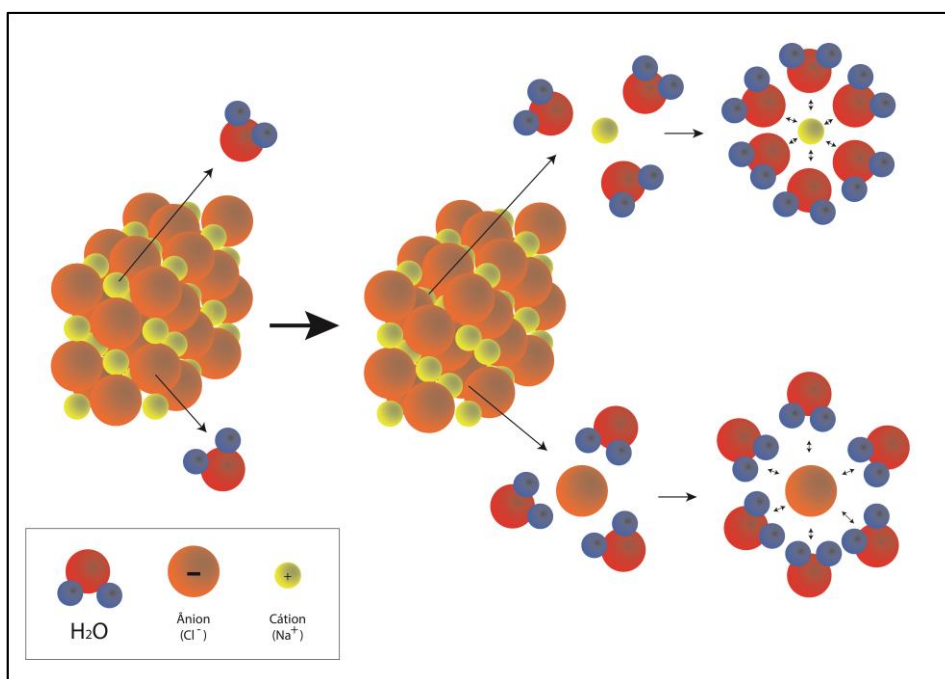 −
+
H2O
Ânion
(Cl⁻)
Cátion
(Na⁺)